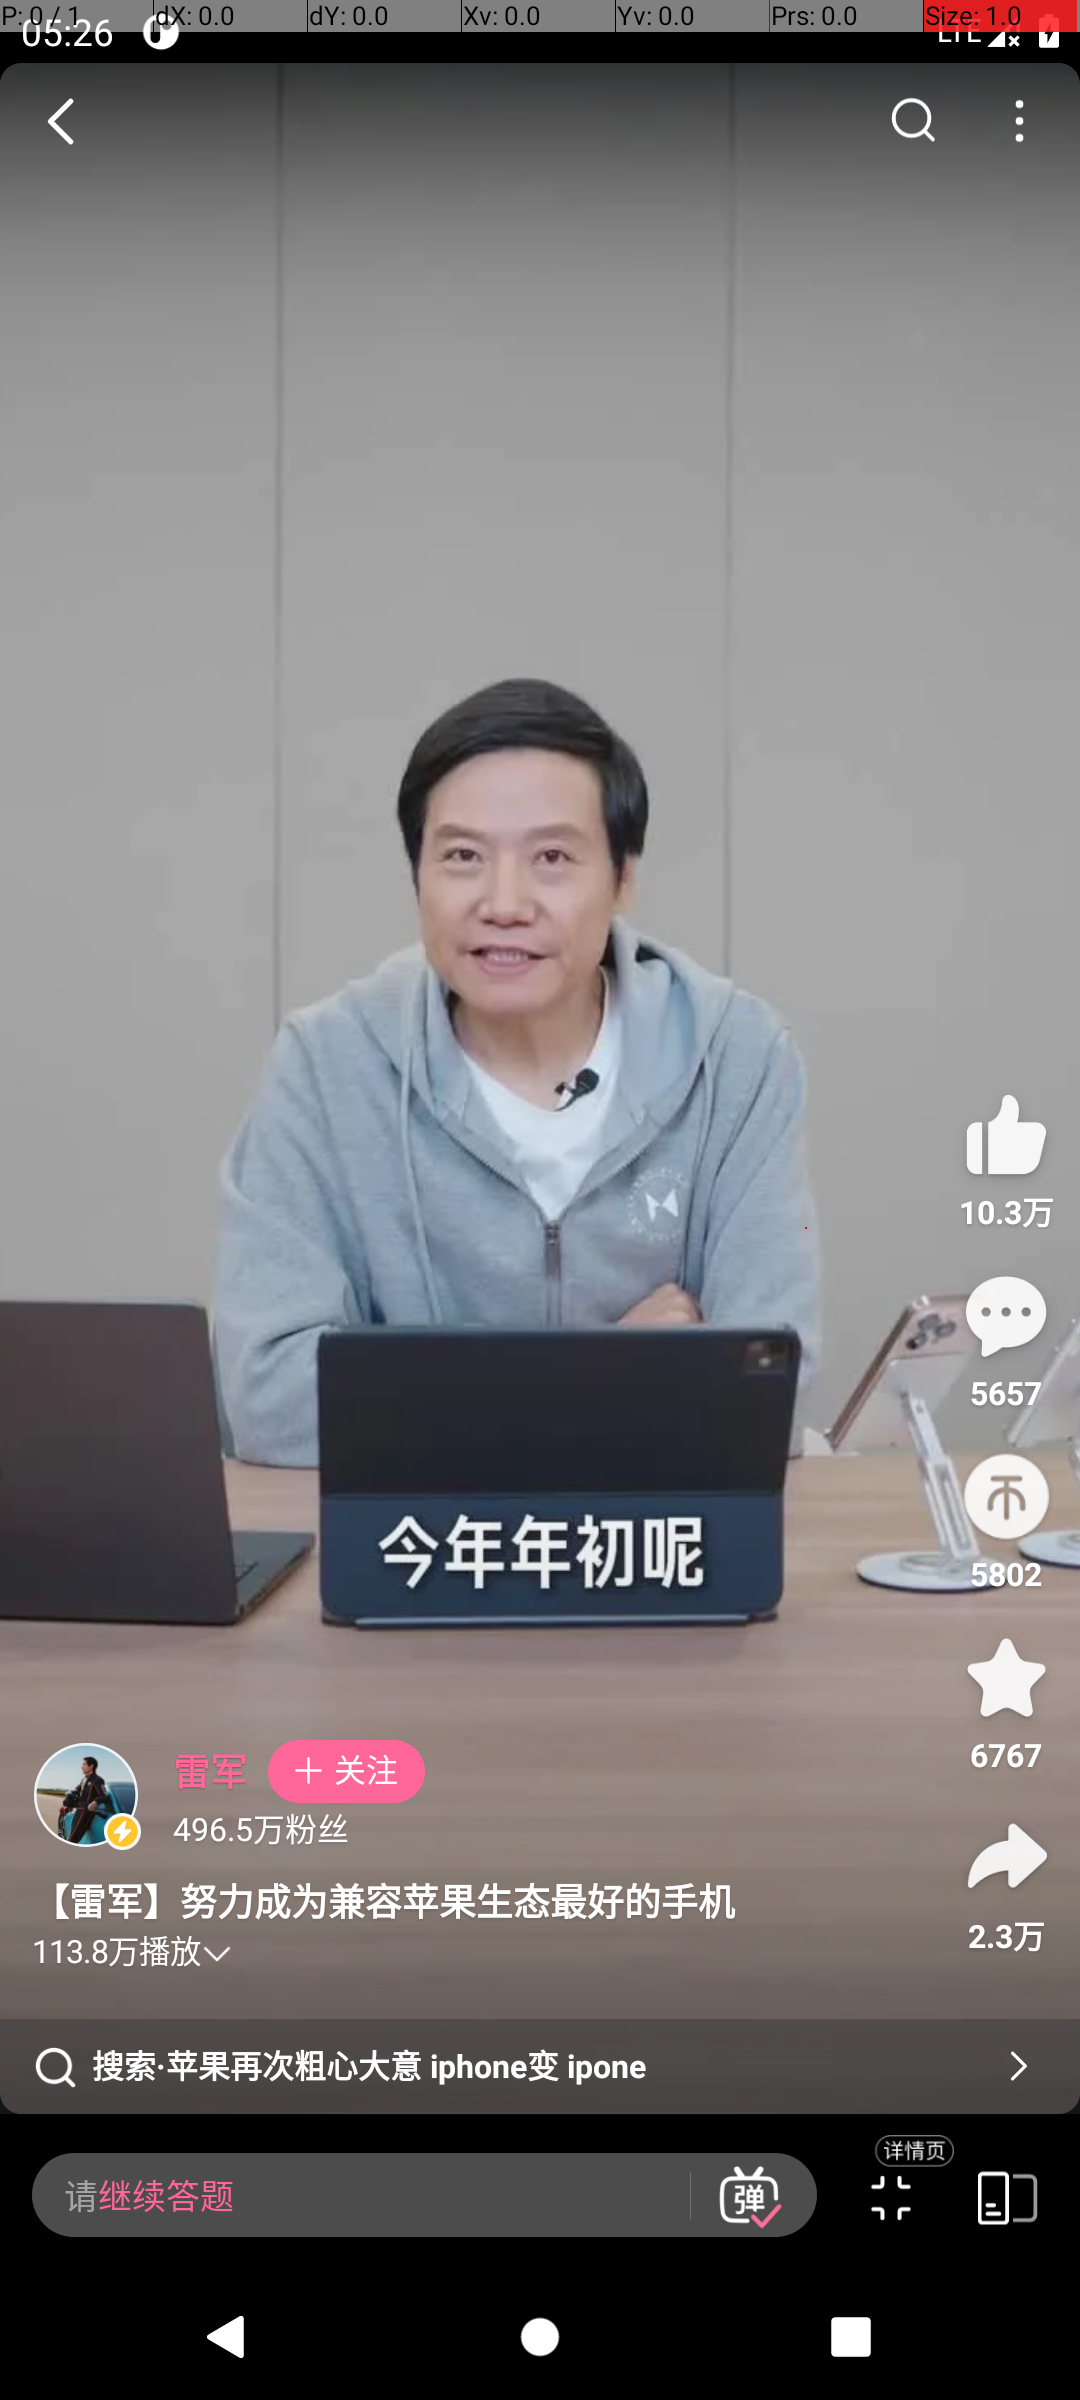 P: 0 / 1
dX: 0.0
dY: 0.0
Xv: 0.0
Yv: 0.0
Prs: 0.0
Size: 1.0
05:26
LTE
10.3万
5657
今年年初呢
5802
6767
雷军
关注
496.5万粉丝
【雷军】努力成为兼容苹果生态最好的手机
113.8万播放
2.3万
搜索·苹果再次粗心大意 iphone变 ipone
详情页
请继续答题
弹